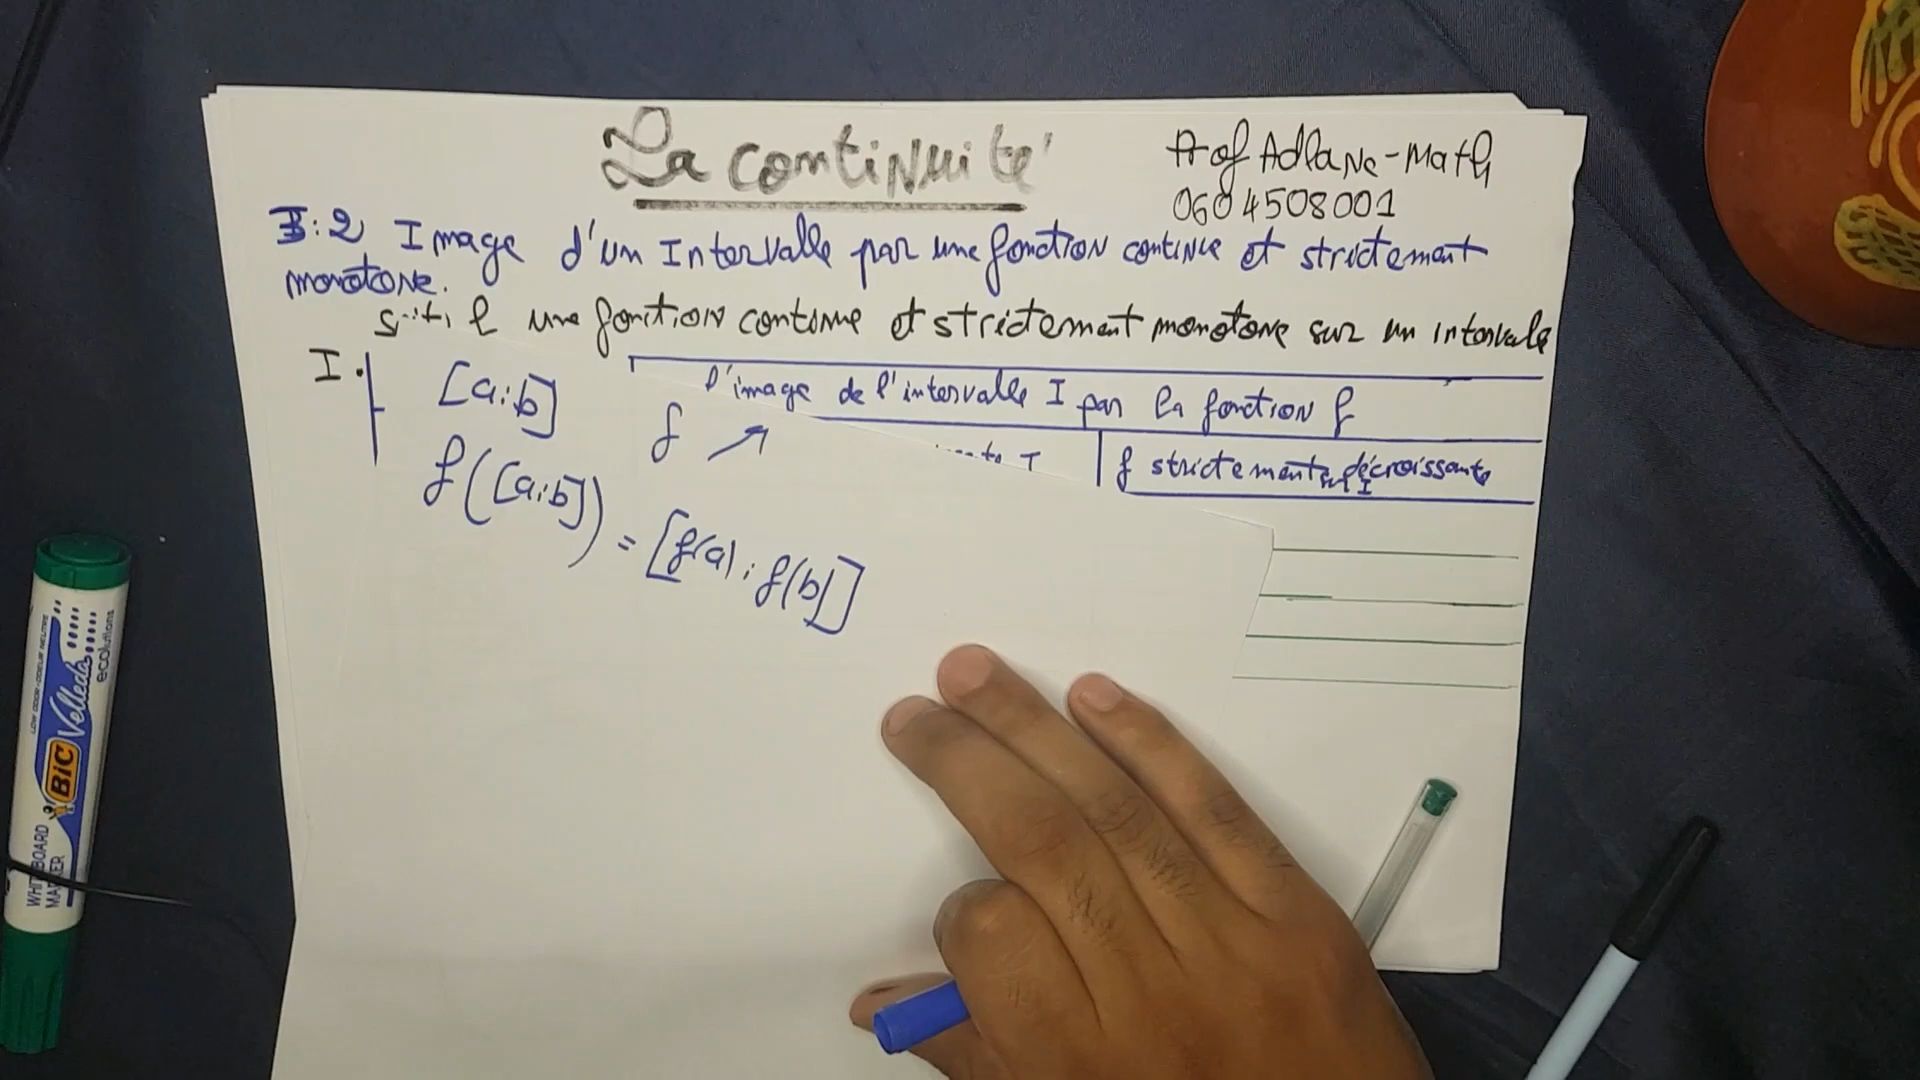 La continuité
Prof Adlane-Math
0604508001
I:2 Image d'un Intervalle par une fonction continue et strictement
monotone.
une fonction continue et strictement monotone sur un intervalle
I.
l'image de l'intervalle I par la fonction f
[a;b]
f ↗
f strictement décroissante
sur I
f([a;b]) = [f(a); f(b)]
BIC Velleda
ecolutions
WHITEBOARD
MARKER